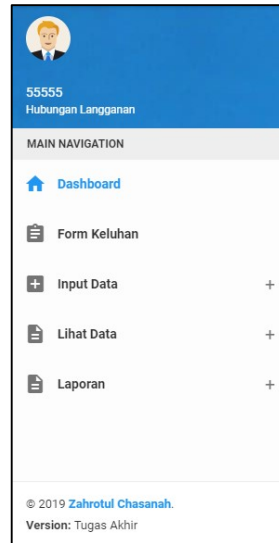 55555
Hubungan Langganan
MAIN NAVIGATION
Dashboard
Form Keluhan
Input Data +
Lihat Data +
Laporan +
© 2019 Zahrotul Chasanah.
Version: Tugas Akhir